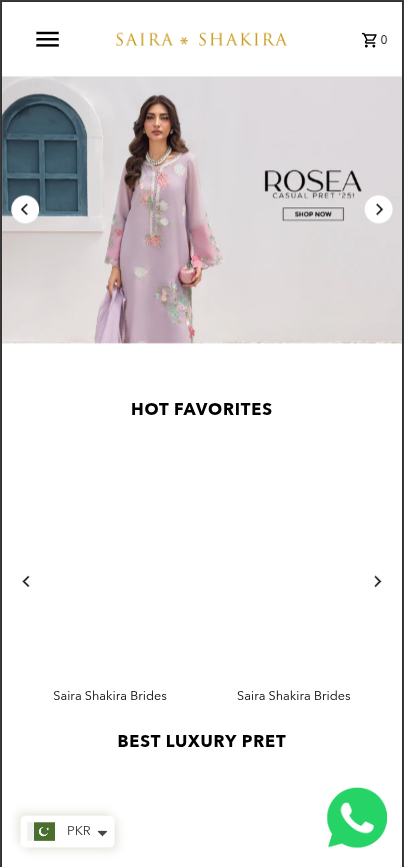 SAIRA * SHAKIRA
0
ROSEA
CASUAL PRET '25!
SHOP NOW
HOT FAVORITES
Saira Shakira Brides
Saira Shakira Brides
BEST LUXURY PRET
PKR